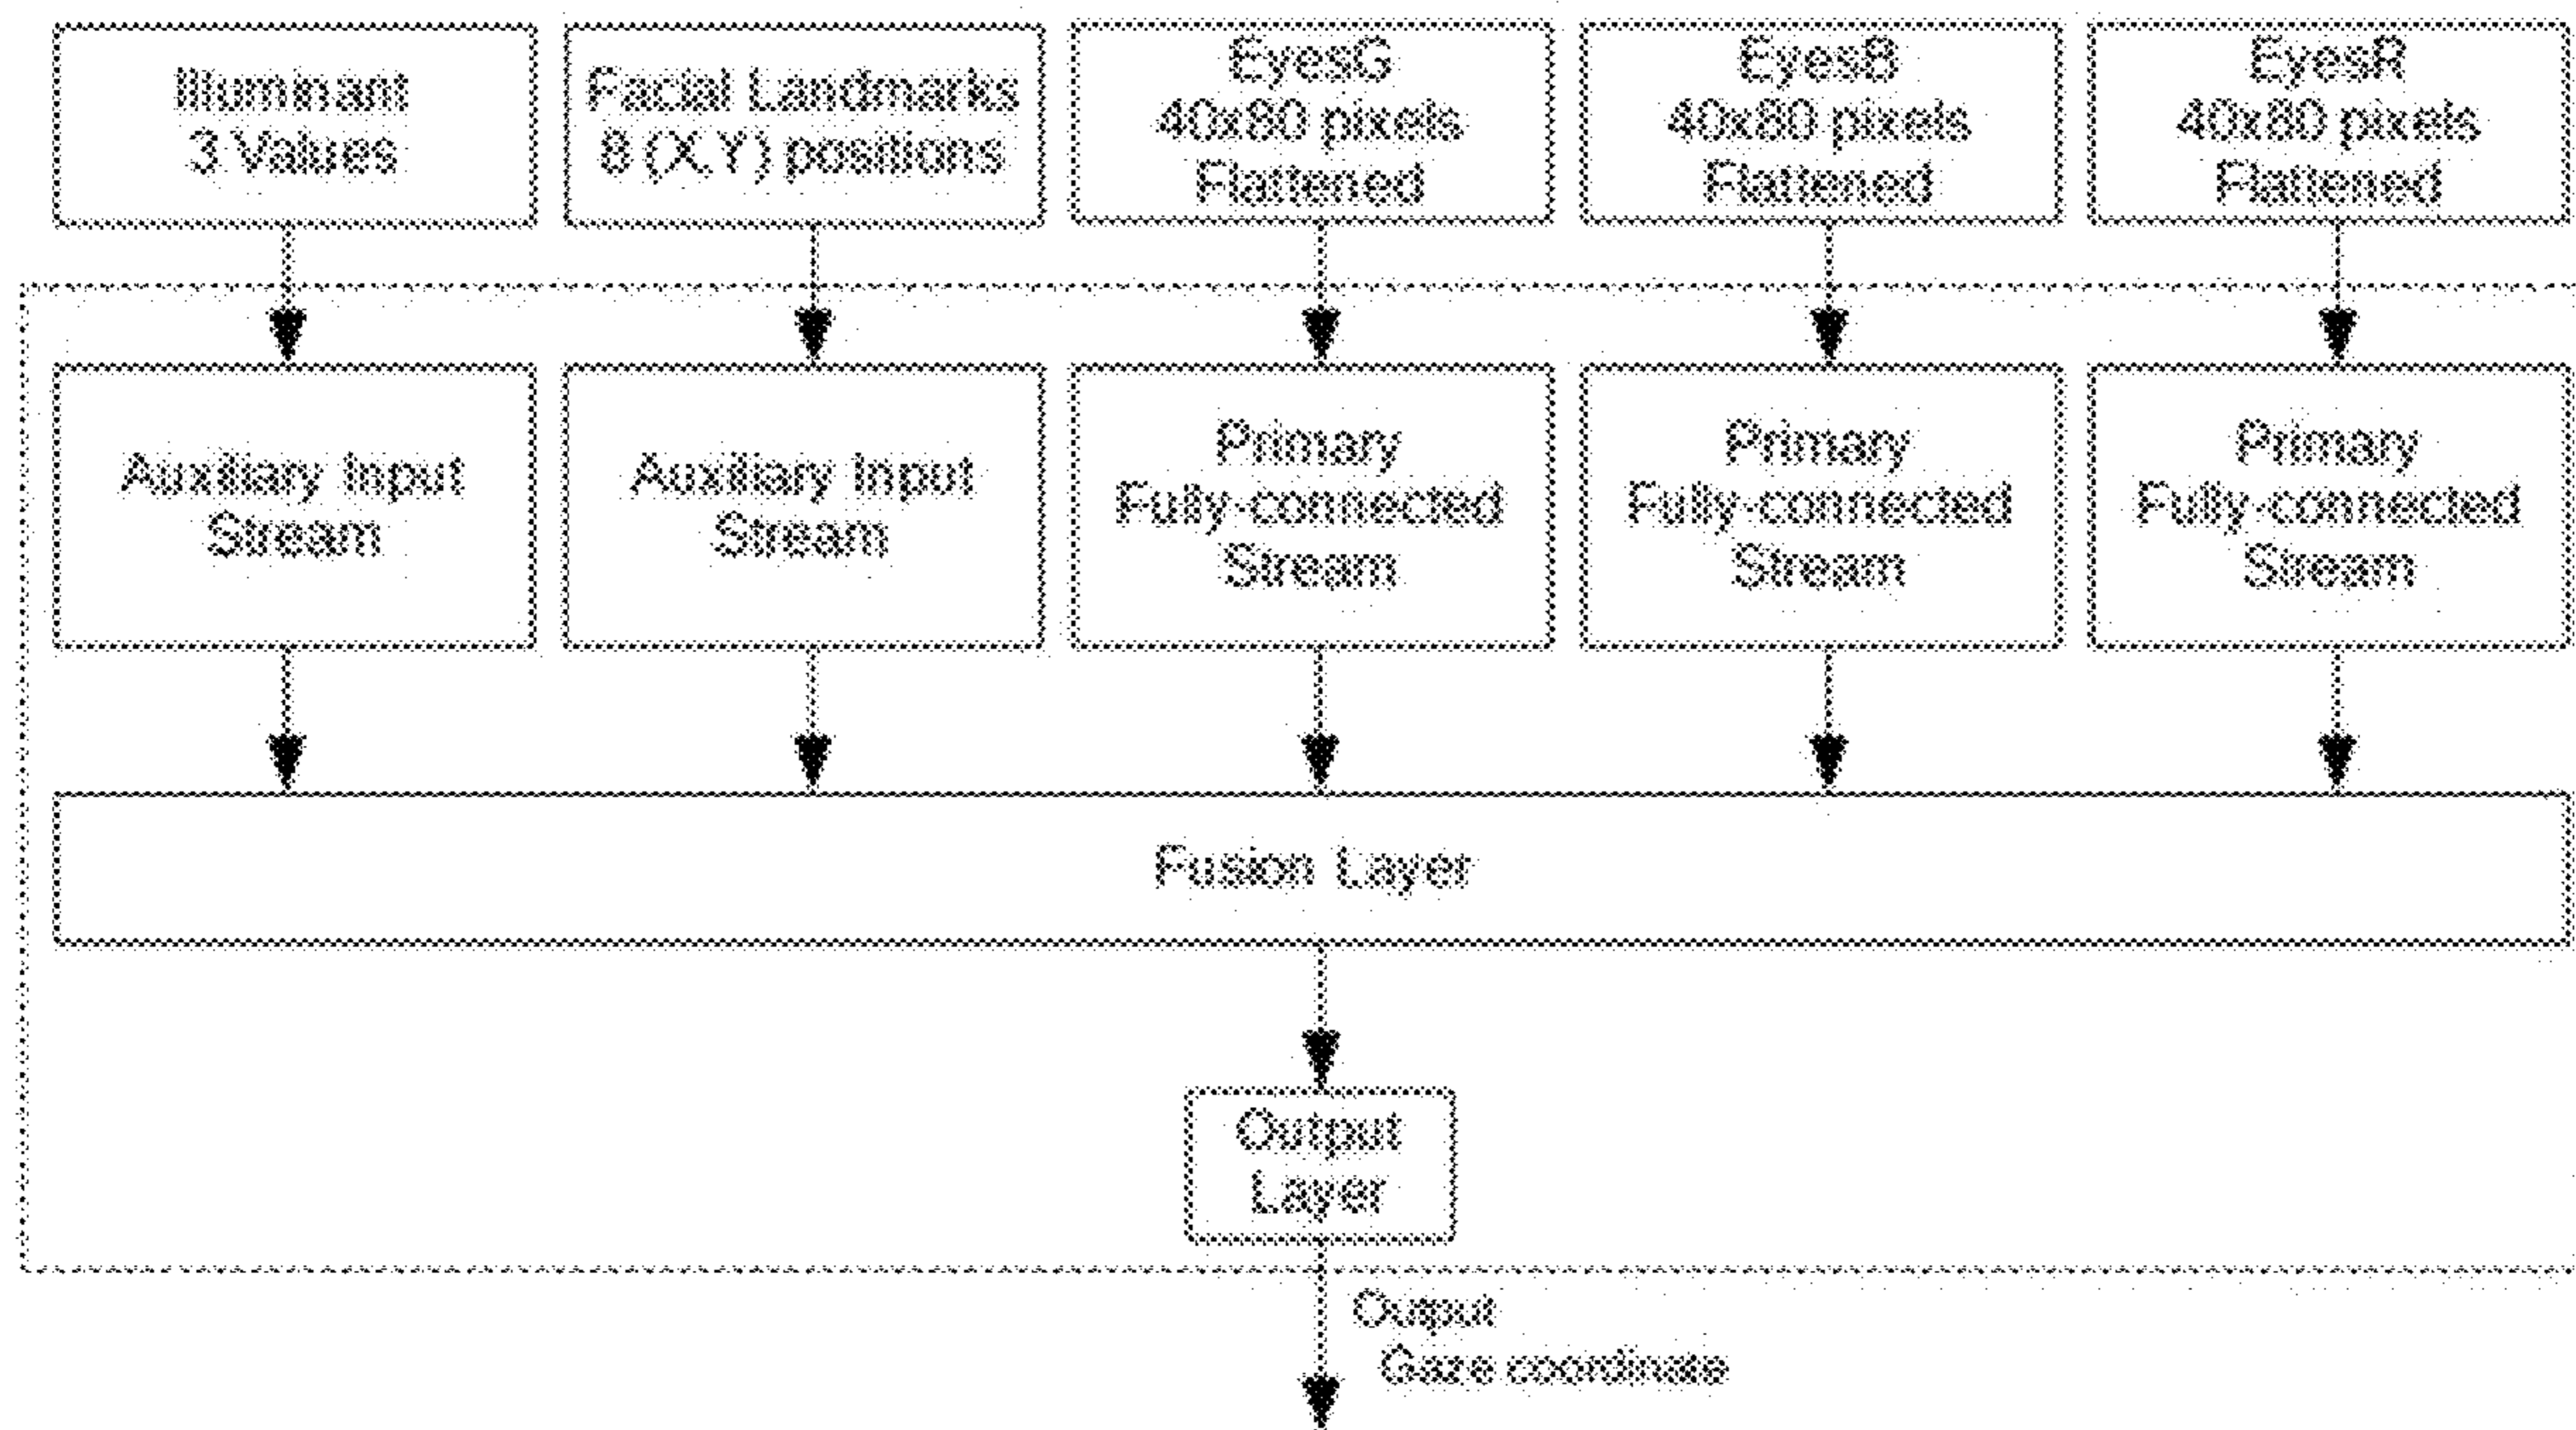 Illuminant
3 Values
Facial Landmarks
8 (X,Y) positions
EyesG
40x80 pixels
Flattened
EyesB
40x80 pixels
Flattened
EyesR
40x80 pixels
Flattened
Auxiliary Input
Stream
Auxiliary Input
Stream
Primary
Fully-connected
Stream
Primary
Fully-connected
Stream
Primary
Fully-connected
Stream
Fusion Layer
Output
Layer
Output
Gaze coordinate